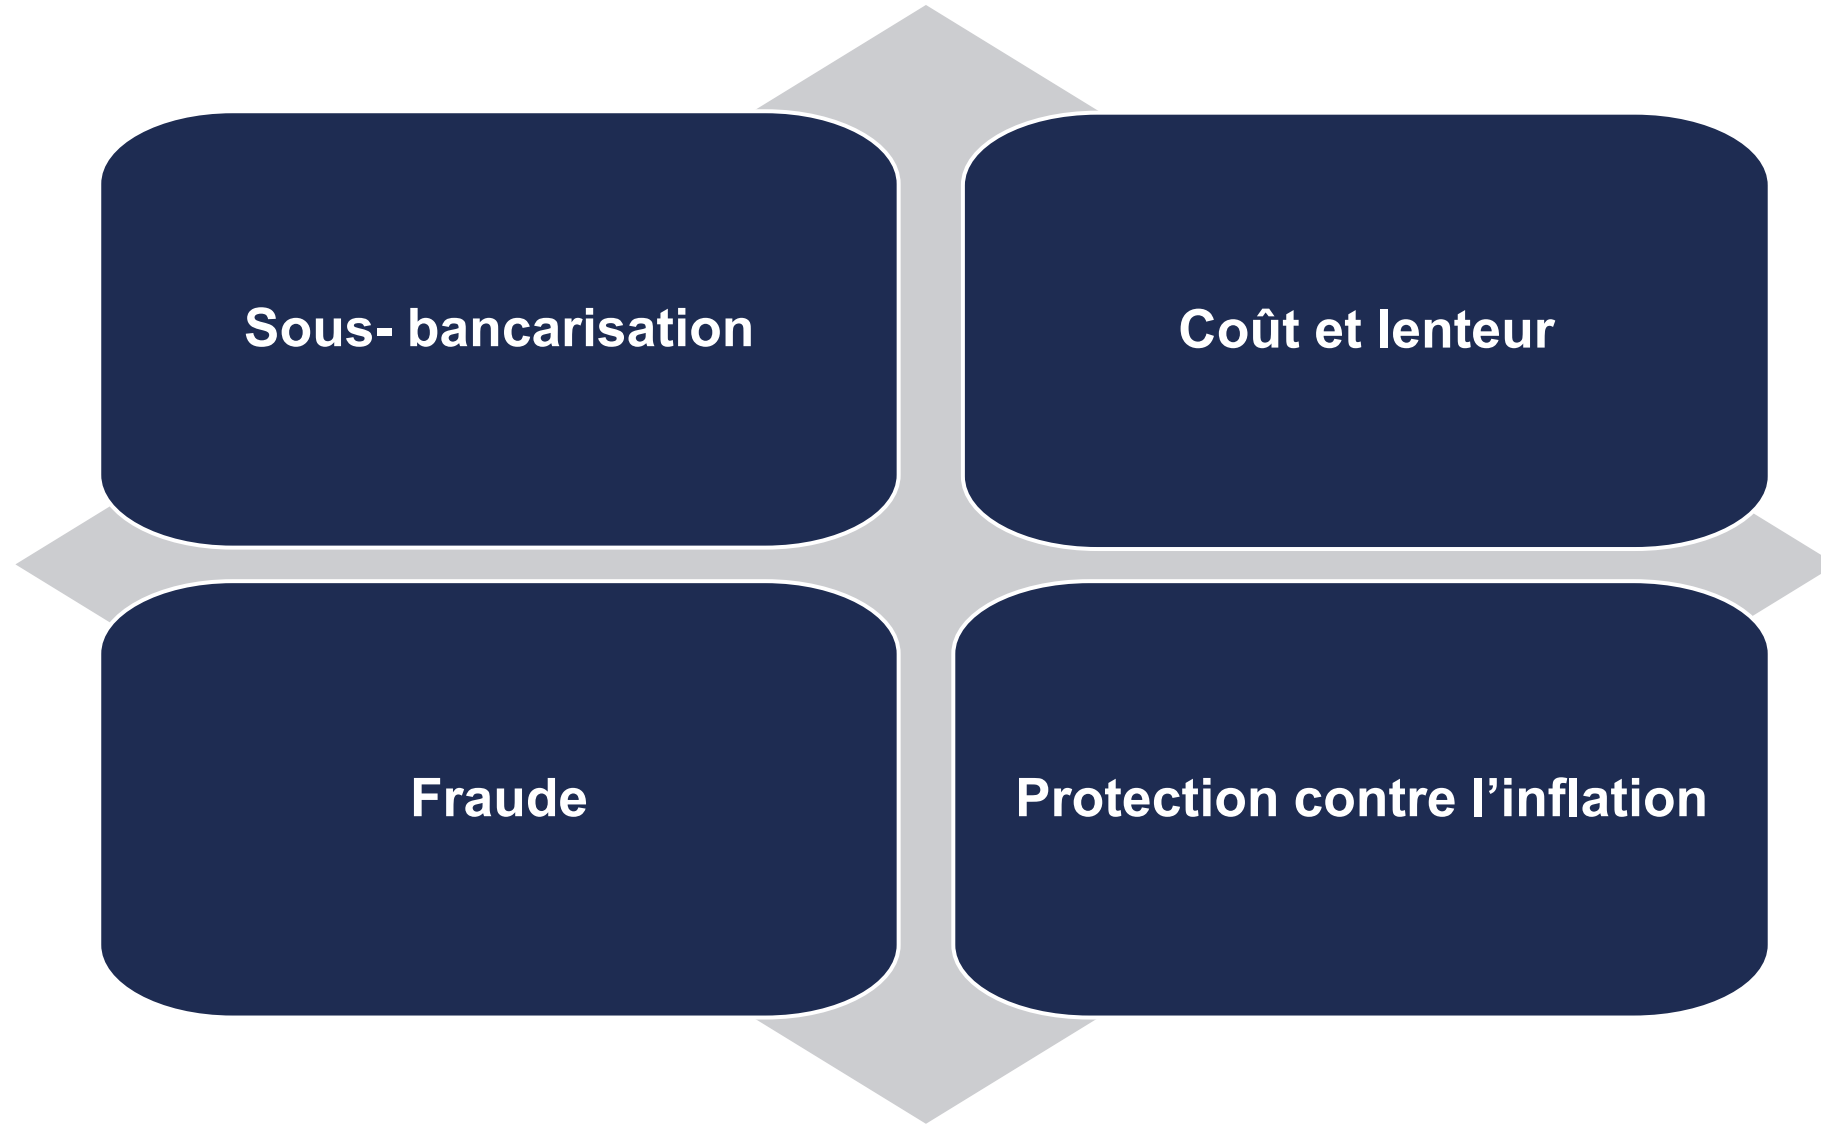 Sous- bancarisation
Coût et lenteur
Fraude
Protection contre l’inflation